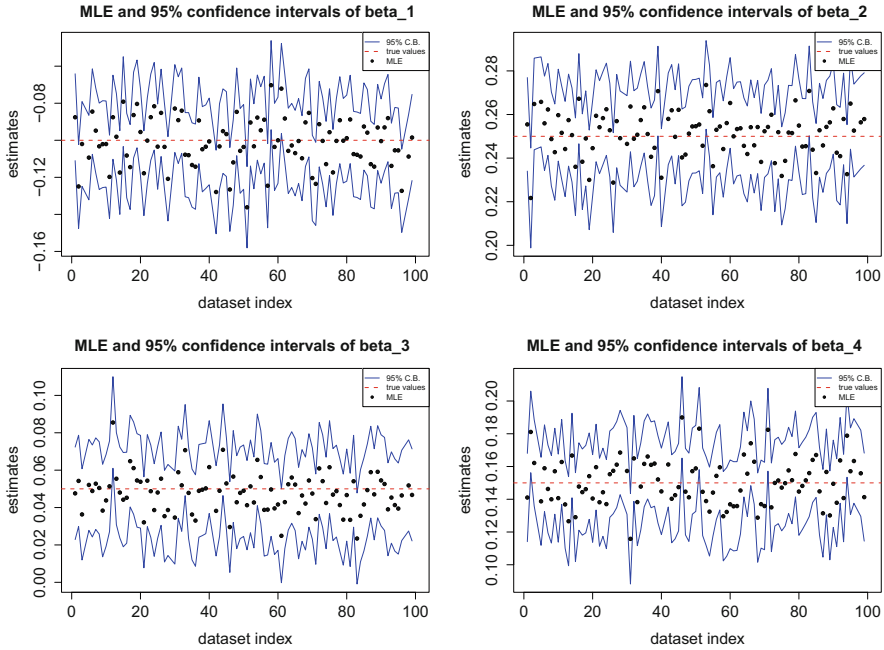 MLE and 95% confidence intervals of beta_1
estimates
−0.08
−0.12
−0.16
95% C.B.
true values
MLE
0 20 40 60 80 100
dataset index
MLE and 95% confidence intervals of beta_2
estimates
0.28
0.26
0.24
0.22
0.20
95% C.B.
true values
MLE
0 20 40 60 80 100
dataset index
MLE and 95% confidence intervals of beta_3
estimates
0.10
0.08
0.06
0.04
0.02
0.00
95% C.B.
true values
MLE
0 20 40 60 80 100
dataset index
MLE and 95% confidence intervals of beta_4
estimates
0.20
0.18
0.16
0.14
0.12
0.10
95% C.B.
true values
MLE
0 20 40 60 80 100
dataset index